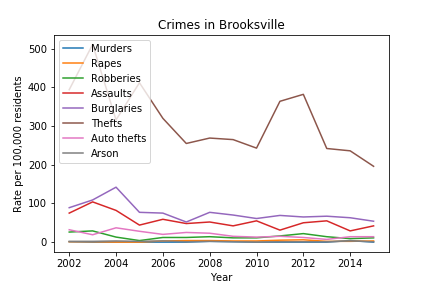 Crimes in Brooksville
Rate per 100,000 residents
500
400
300
200
100
0
Murders
Rapes
Robberies
Assaults
Burglaries
Thefts
Auto thefts
Arson
2002 2004 2006 2008 2010 2012 2014
Year